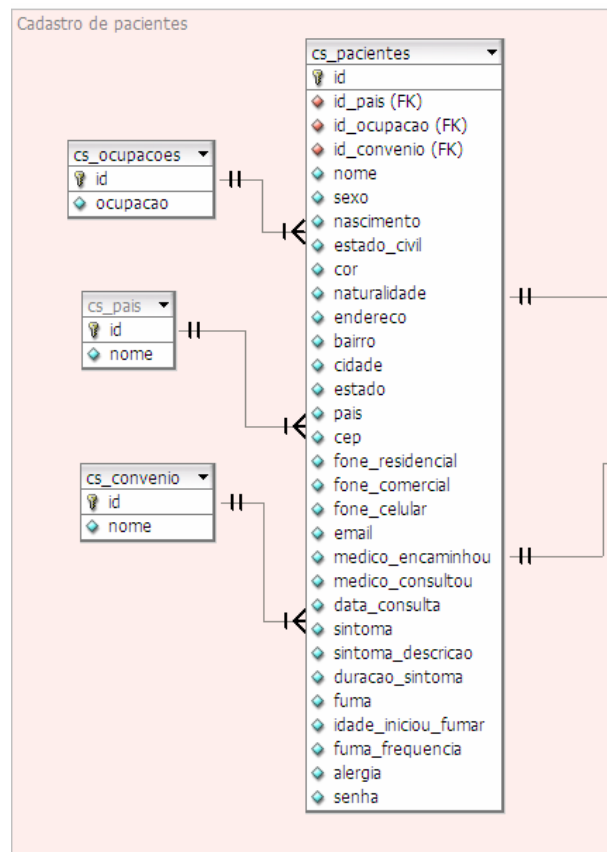 Cadastro de pacientes
cs_ocupacoes
id
ocupacao
cs_pais
id
nome
cs_convenio
id
nome
cs_pacientes
id
id_pais (FK)
id_ocupacao (FK)
id_convenio (FK)
nome
sexo
nascimento
estado_civil
cor
naturalidade
endereco
bairro
cidade
estado
pais
cep
fone_residencial
fone_comercial
fone_celular
email
medico_encaminhou
medico_consultou
data_consulta
sintoma
sintoma_descricao
duracao_sintoma
fuma
idade_iniciou_fumar
fuma_frequencia
alergia
senha